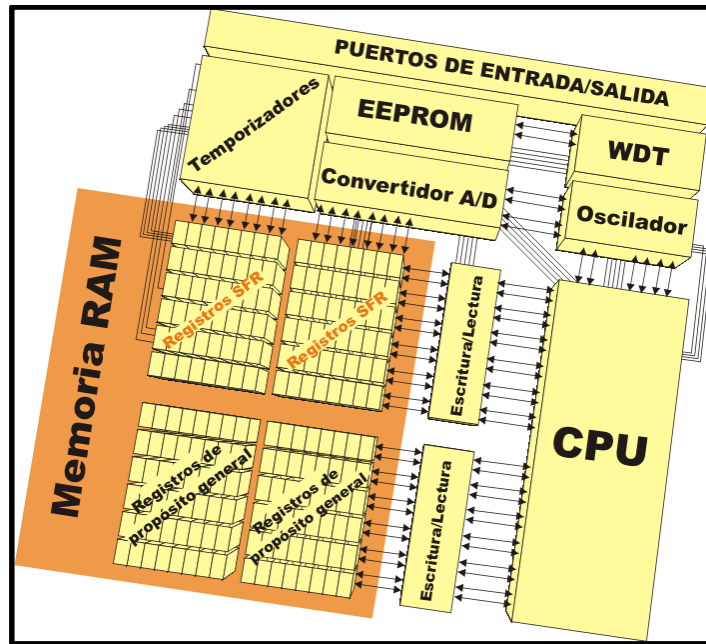 PUERTOS DE ENTRADA/SALIDA
Temporizadores
EEPROM
WDT
Convertidor A/D
Oscilador
Memoria RAM
Registros SFR
Registros SFR
Escritura/Lectura
CPU
Registros de
propósito general
Registros de
propósito general
Escritura/Lectura